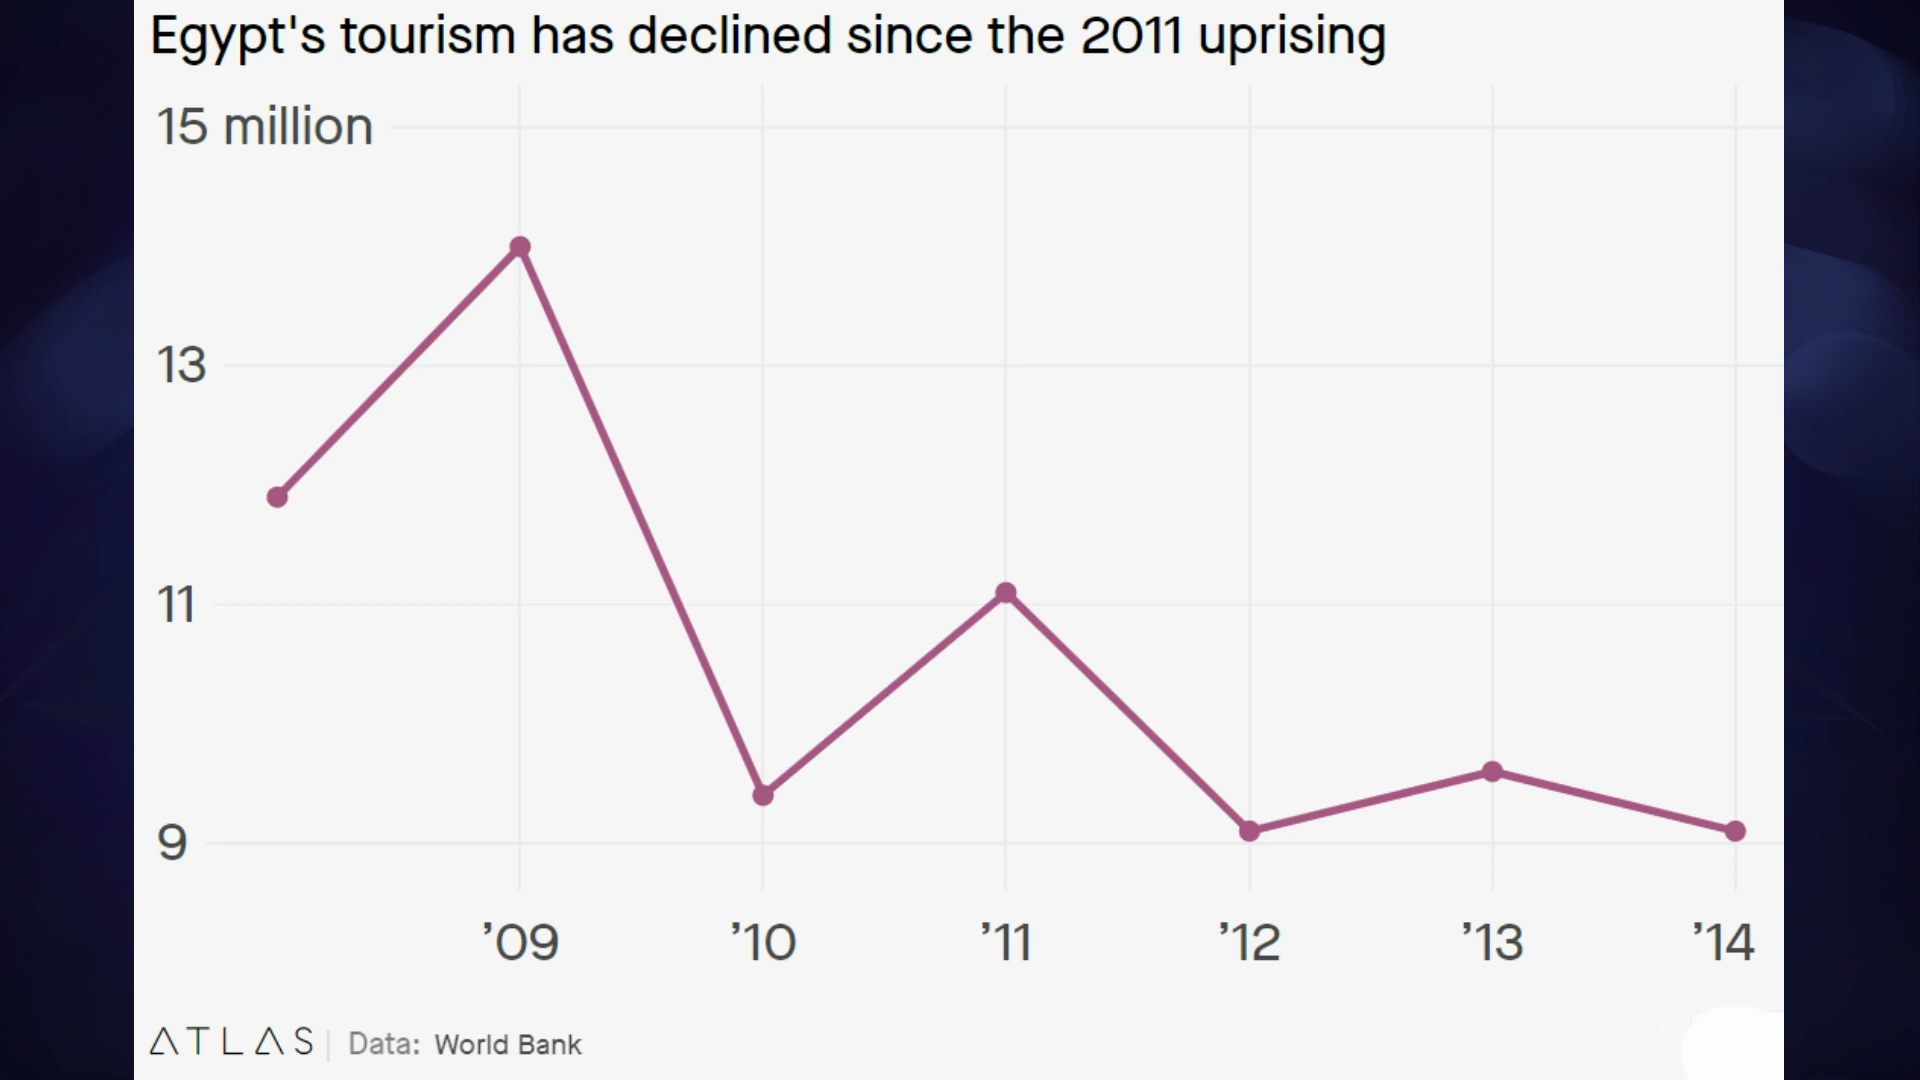 Egypt's tourism has declined since the 2011 uprising
15 million
13
11
9
’09 ’10 ’11 ’12 ’13 ’14
ATLAS | Data: World Bank